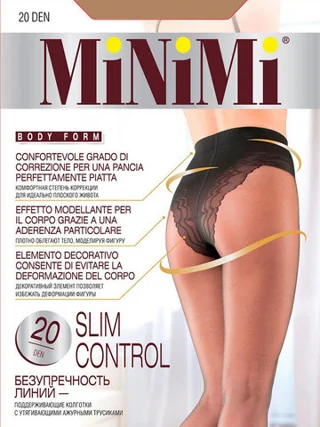 20 DEN
MiNiMi®
BODY FORM
CONFORTEVOLE GRADO DI
CORREZIONE PER UNA PANCIA
PERFETTAMENTE PIATTA
КОМФОРТНАЯ СТЕПЕНЬ КОРРЕКЦИИ
ДЛЯ ИДЕАЛЬНО ПЛОСКОГО ЖИВОТА
EFFETTO MODELLANTE PER
IL CORPO GRAZIE A UNA
ADERENZA PARTICOLARE
ПЛОТНО ОБЛЕГАЮТ ТЕЛО, МОДЕЛИРУЯ ФИГУРУ
ELEMENTO DECORATIVO
CONSENTE DI EVITARE LA
DEFORMAZIONE DEL CORPO
ДЕКОРАТИВНЫЙ ЭЛЕМЕНТ ПОЗВОЛЯЕТ
ИЗБЕЖАТЬ ДЕФОРМАЦИИ ФИГУРЫ
20
DEN
SLIM
CONTROL
БЕЗУПРЕЧНОСТЬ
ЛИНИЙ —
ПОДДЕРЖИВАЮЩИЕ КОЛГОТКИ
С УТЯГИВАЮЩИМИ АЖУРНЫМИ ТРУСИКАМИ